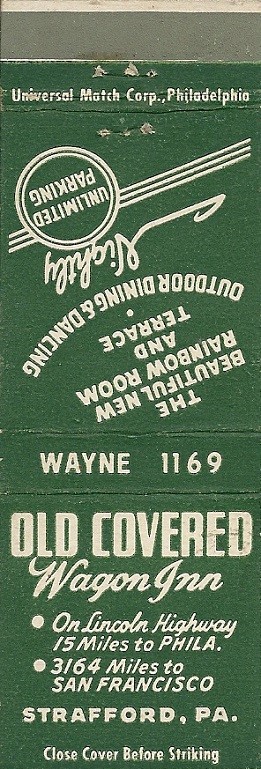 Universal Match Corp., Philadelphia
THE
BEAUTIFUL NEW
RAINBOW ROOM
AND
TERRACE
•
OUTDOOR DINING & DANCING
Nightly
UNLIMITED
PARKING
WAYNE 1169
OLD COVERED
Wagon Inn
• On Lincoln Highway
15 Miles to PHILA.
• 3164 Miles to
SAN FRANCISCO
STRAFFORD, PA.
Close Cover Before Striking